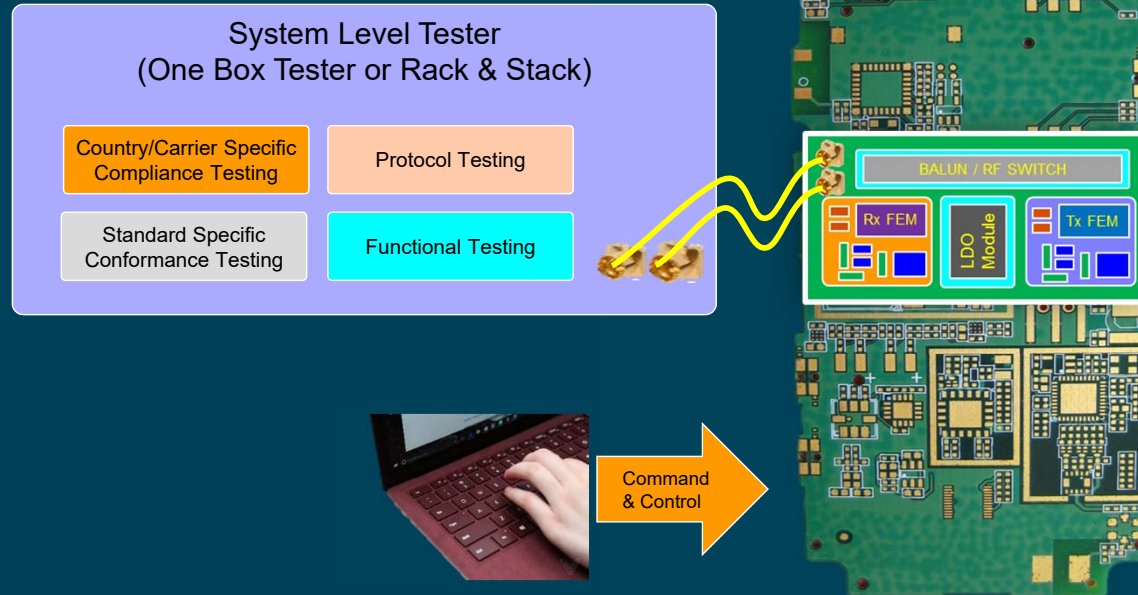 System Level Tester
(One Box Tester or Rack & Stack)
Country/Carrier Specific
Compliance Testing
Protocol Testing
Standard Specific
Conformance Testing
Functional Testing
BALUN / RF SWITCH
Rx FEM
LDO
Module
Tx FEM
Command
& Control